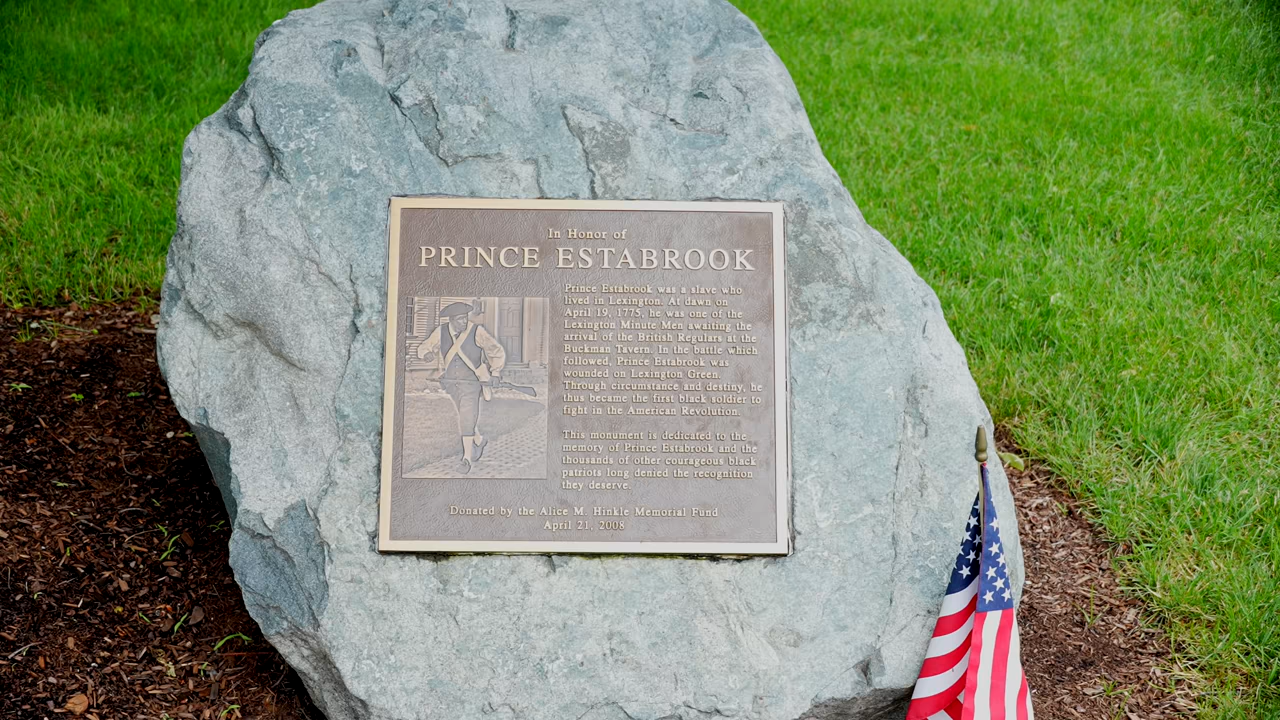 In Honor of
PRINCE ESTABROOK
Prince Estabrook was a slave who
lived in Lexington. At dawn on
April 19, 1775, he was one of the
Lexington Minute Men awaiting the
arrival of the British Regulars at the
Buckman Tavern. In the battle which
followed, Prince Estabrook was
wounded on Lexington Green.
Through circumstance and destiny, he
thus became the first black soldier to
fight in the American Revolution.
This monument is dedicated to the
memory of Prince Estabrook and the
thousands of other courageous black
patriots long denied the recognition
they deserve.
Donated by the Alice M. Hinkle Memorial Fund
April 21, 2008